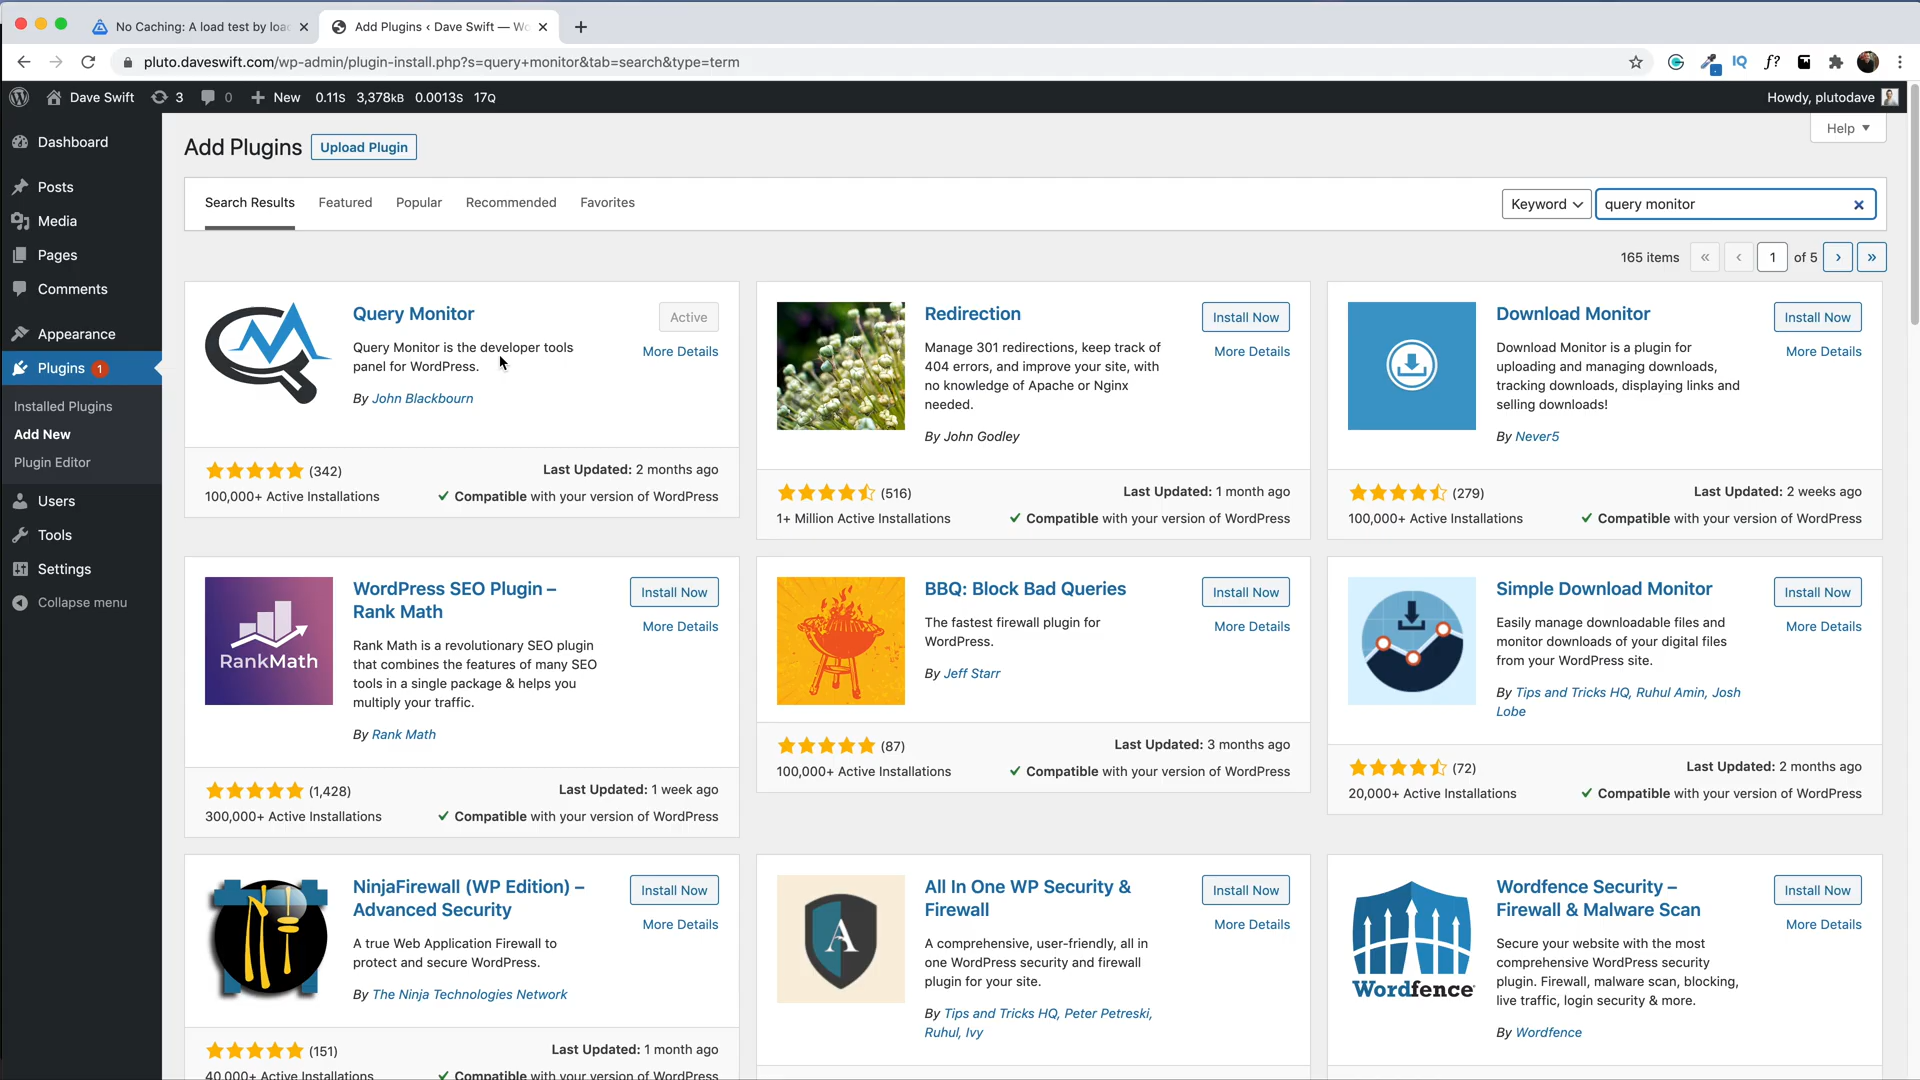 No Caching: A load test by loa
Add Plugins ‹ Dave Swift — Wo
pluto.daveswift.com/wp-admin/plugin-install.php?s=query+monitor&tab=search&type=term
IQ
f?
Dave Swift
3
0
New
0.11S 3,378KB 0.0013S 17Q
Howdy, plutodave
Dashboard
Posts
Media
Pages
Comments
Appearance
Plugins 1
Installed Plugins
Add New
Plugin Editor
Users
Tools
Settings
Collapse menu
Add Plugins
Upload Plugin
Help
Search Results
Featured
Popular
Recommended
Favorites
Keyword
query monitor
165 items
«
‹
1
of 5
›
»
Query Monitor
Active
More Details
Query Monitor is the developer tools
panel for WordPress.
By John Blackbourn
(342)
Last Updated: 2 months ago
100,000+ Active Installations
Compatible with your version of WordPress
Redirection
Install Now
More Details
Manage 301 redirections, keep track of
404 errors, and improve your site, with
no knowledge of Apache or Nginx
needed.
By John Godley
(516)
Last Updated: 1 month ago
1+ Million Active Installations
Compatible with your version of WordPress
Download Monitor
Install Now
More Details
Download Monitor is a plugin for
uploading and managing downloads,
tracking downloads, displaying links and
selling downloads!
By Never5
(279)
Last Updated: 2 weeks ago
100,000+ Active Installations
Compatible with your version of WordPress
RankMath
WordPress SEO Plugin –
Rank Math
Install Now
More Details
Rank Math is a revolutionary SEO plugin
that combines the features of many SEO
tools in a single package & helps you
multiply your traffic.
By Rank Math
(1,428)
Last Updated: 1 week ago
300,000+ Active Installations
Compatible with your version of WordPress
BBQ: Block Bad Queries
Install Now
More Details
The fastest firewall plugin for
WordPress.
By Jeff Starr
(87)
Last Updated: 3 months ago
100,000+ Active Installations
Compatible with your version of WordPress
Simple Download Monitor
Install Now
More Details
Easily manage downloadable files and
monitor downloads of your digital files
from your WordPress site.
By Tips and Tricks HQ, Ruhul Amin, Josh
Lobe
(72)
Last Updated: 2 months ago
20,000+ Active Installations
Compatible with your version of WordPress
NinjaFirewall (WP Edition) –
Advanced Security
Install Now
More Details
A true Web Application Firewall to
protect and secure WordPress.
By The Ninja Technologies Network
(151)
Last Updated: 1 month ago
40,000+ Active Installations
Compatible with your version of WordPress
A
All In One WP Security &
Firewall
Install Now
More Details
A comprehensive, user-friendly, all in
one WordPress security and firewall
plugin for your site.
By Tips and Tricks HQ, Peter Petreski,
Ruhul, Ivy
Wordfence
Wordfence Security –
Firewall & Malware Scan
Install Now
More Details
Secure your website with the most
comprehensive WordPress security
plugin. Firewall, malware scan, blocking,
live traffic, login security & more.
By Wordfence